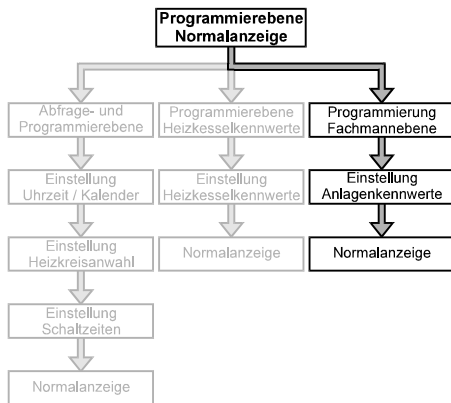 Programmierebene
Normalanzeige
Abfrage- und
Programmierebene
Programmierebene
Heizkesselkennwerte
Programmierung
Fachmannebene
Einstellung
Uhrzeit / Kalender
Einstellung
Heizkesselkennwerte
Einstellung
Anlagenkennwerte
Einstellung
Heizkreisanwahl
Normalanzeige
Normalanzeige
Einstellung
Schaltzeiten
Normalanzeige